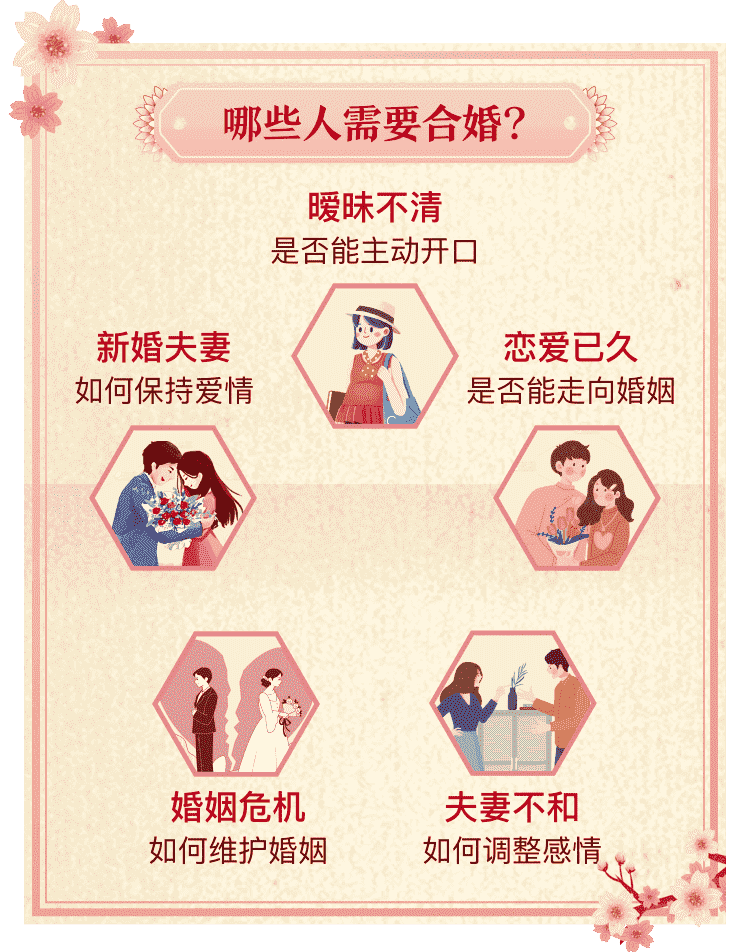 哪些人需要合婚?
暧昧不清
是否能主动开口
新婚夫妻
如何保持爱情
恋爱已久
是否能走向婚姻
婚姻危机
如何维护婚姻
夫妻不和
如何调整感情